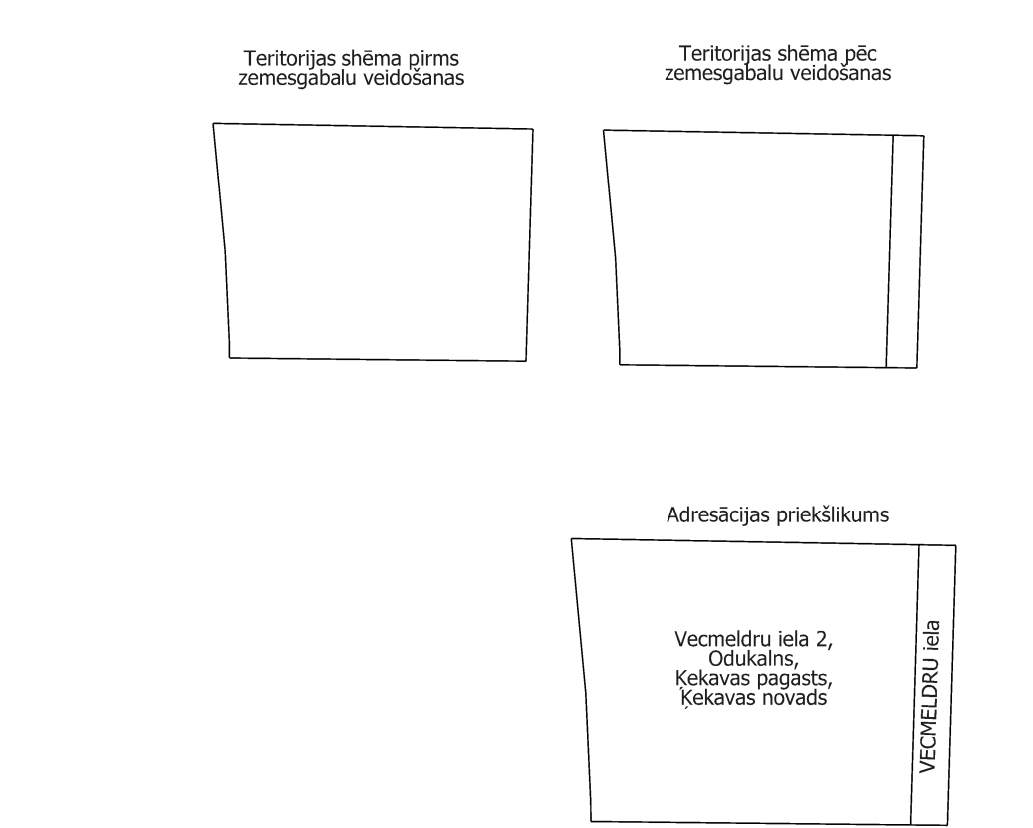 Teritorijas shēma pirms
zemesgabalu veidošanas
Teritorijas shēma pēc
zemesgabalu veidošanas
Adresācijas priekšlikums
Vecmeldru iela 2,
Odukalns,
Ķekavas pagasts,
Ķekavas novads
VECMELDRU iela